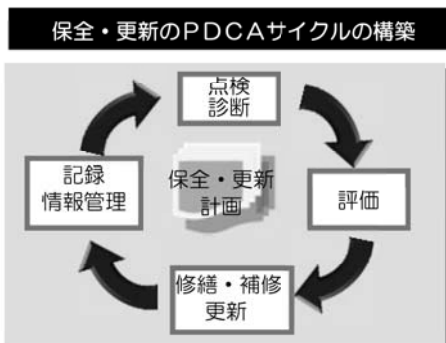 保全・更新のPDCAサイクルの構築
点検
診断
記録
情報管理
保全・更新
計画
評価
修繕・補修
更新